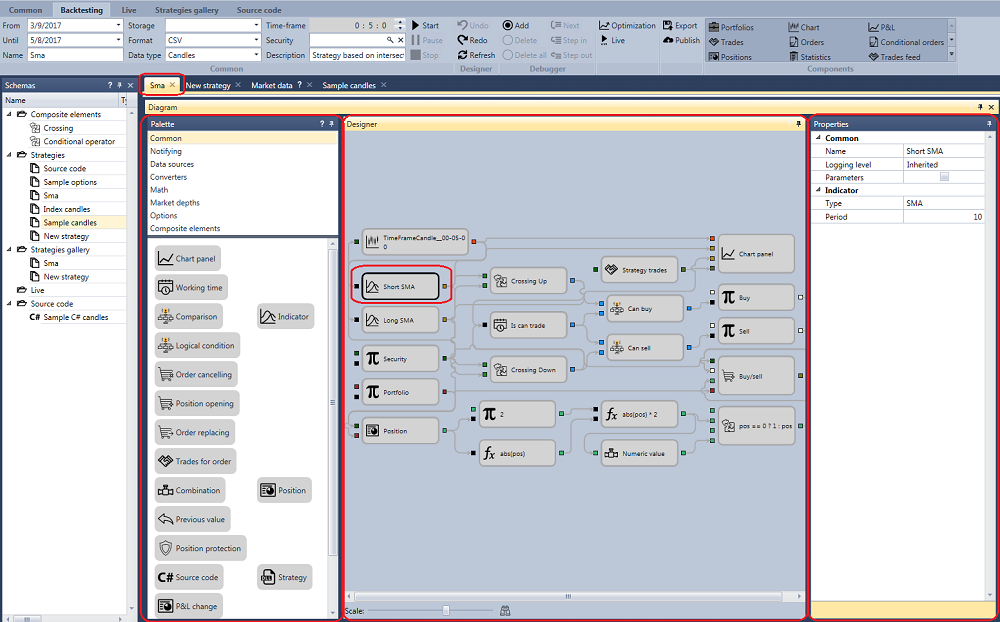 Common Backtesting Live Strategies gallery Source code
From 3/9/2017 Storage Time-frame 0 : 5 : 0 Start Undo Add Next Optimization Export Portfolios Chart P&L
Until 5/8/2017 Format CSV Security Pause Redo Delete Step in Live Publish Trades Orders Conditional orders
Name Sma Data type Candles Description Strategy based on intersec Stop Refresh Delete all Step out Positions Statistics Trades feed
Common Designer Debugger Components
Schemas ? Sma New strategy Market data ? Sample candles
Name Ty
Diagram
Palette ? Designer Properties
Composite elements
Crossing
Conditional operator
Strategies
Source code
Sample options
Sma
Index candles
Sample candles
New strategy
Strategies gallery
Sma
New strategy
Live
Source code
C# Sample C# candles
Common
Notifying
Data sources
Converters
Math
Market depths
Options
Composite elements
Chart panel
Working time
Comparison Indicator
Logical condition
Order cancelling
Position opening
Order replacing
Trades for order
Combination Position
Previous value
Position protection
C# Source code Strategy
P&L change
TimeFrameCandle__00-05-0
0
Chart panel
Strategy trades
Crossing Up
Short SMA
Buy
Can buy
Long SMA
Is can trade
Sell
Can sell
π Security
Crossing Down
Buy/sell
π Portfolio
π 2
fx abs(pos) * 2
Position
pos == 0 ? 1 : pos
fx abs(pos)
Numeric value
Scale:
Common
Name Short SMA
Logging level Inherited
Parameters
Indicator
Type SMA
Period 10